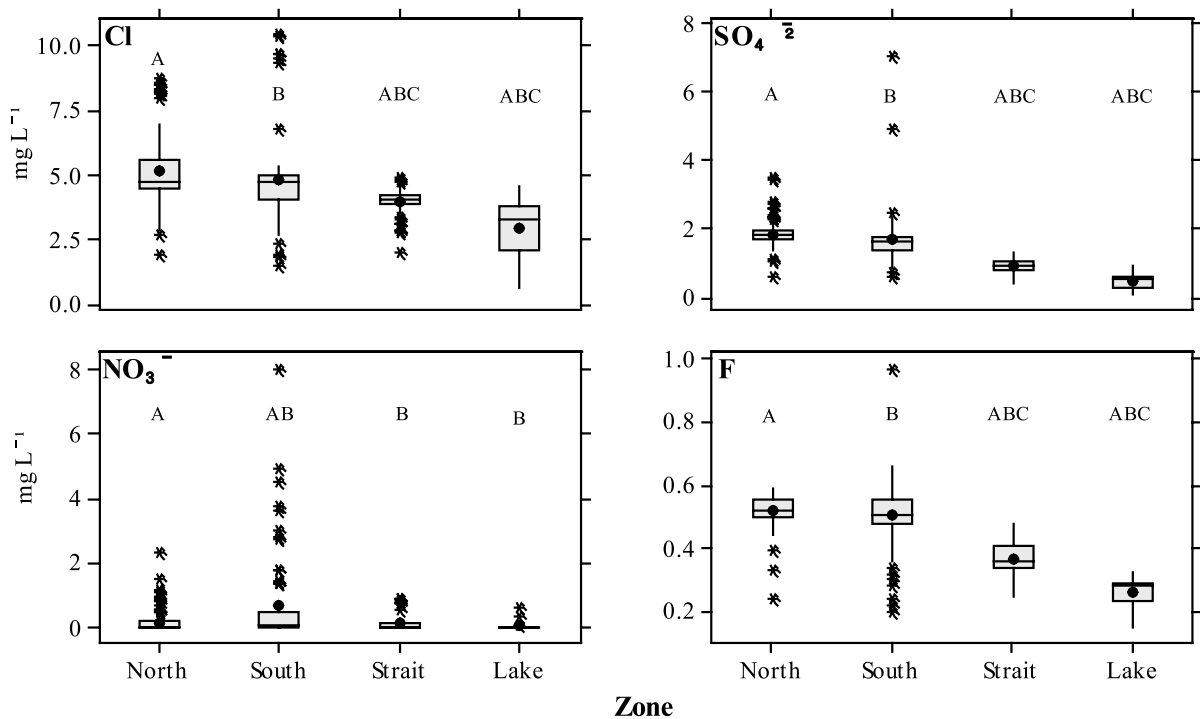 Cl
10.0
7.5
5.0
2.5
0.0
mg L⁻¹
A
B
ABC
ABC
SO₄⁻²
8
6
4
2
0
A
B
ABC
ABC
NO₃⁻
8
6
4
2
0
mg L⁻¹
A
AB
B
B
North South Strait Lake
F
1.0
0.8
0.6
0.4
0.2
A
B
ABC
ABC
North South Strait Lake
Zone